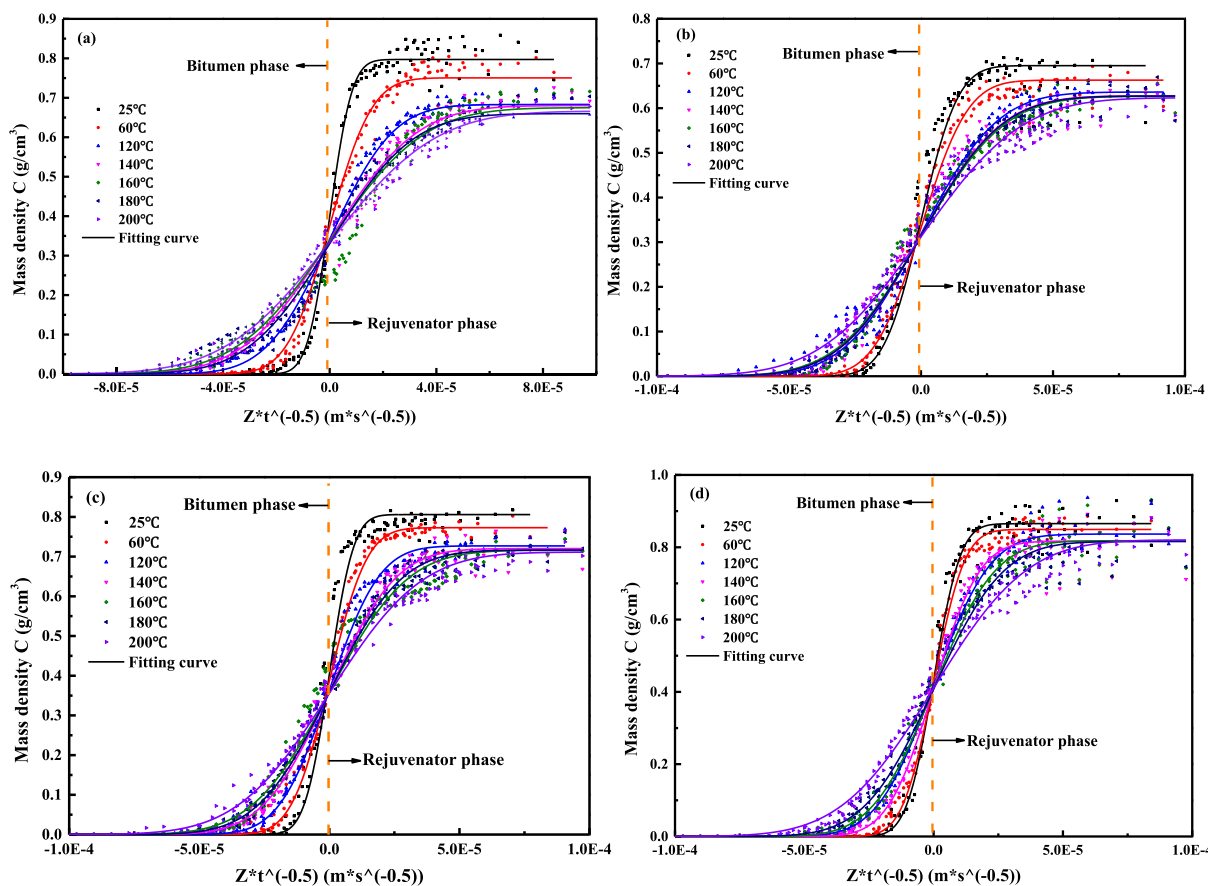 (a)
Bitumen phase
25℃
60℃
120℃
140℃
160℃
180℃
200℃
Fitting curve
Rejuvenator phase
0.9
0.8
0.7
0.6
0.5
0.4
0.3
0.2
0.1
0.0
Mass density C (g/cm³)
-8.0E-5 -4.0E-5 0.0 4.0E-5 8.0E-5
Z*t^(-0.5) (m*s^(-0.5))
(b)
Bitumen phase
25℃
60℃
120℃
140℃
160℃
180℃
200℃
Fitting curve
Rejuvenator phase
0.8
0.7
0.6
0.5
0.4
0.3
0.2
0.1
0.0
Mass density C (g/cm³)
-1.0E-4 -5.0E-5 0.0 5.0E-5 1.0E-4
Z*t^(-0.5) (m*s^(-0.5))
(c)
Bitumen phase
25℃
60℃
120℃
140℃
160℃
180℃
200℃
Fitting curve
Rejuvenator phase
0.9
0.8
0.7
0.6
0.5
0.4
0.3
0.2
0.1
0.0
Mass density C (g/cm³)
-1.0E-4 -5.0E-5 0.0 5.0E-5 1.0E-4
Z*t^(-0.5) (m*s^(-0.5))
(d)
Bitumen phase
25℃
60℃
120℃
140℃
160℃
180℃
200℃
Fitting curve
Rejuvenator phase
1.0
0.8
0.6
0.4
0.2
0.0
Mass density C (g/cm³)
-1.0E-4 -5.0E-5 0.0 5.0E-5 1.0E-4
Z*t^(-0.5) (m*s^(-0.5))